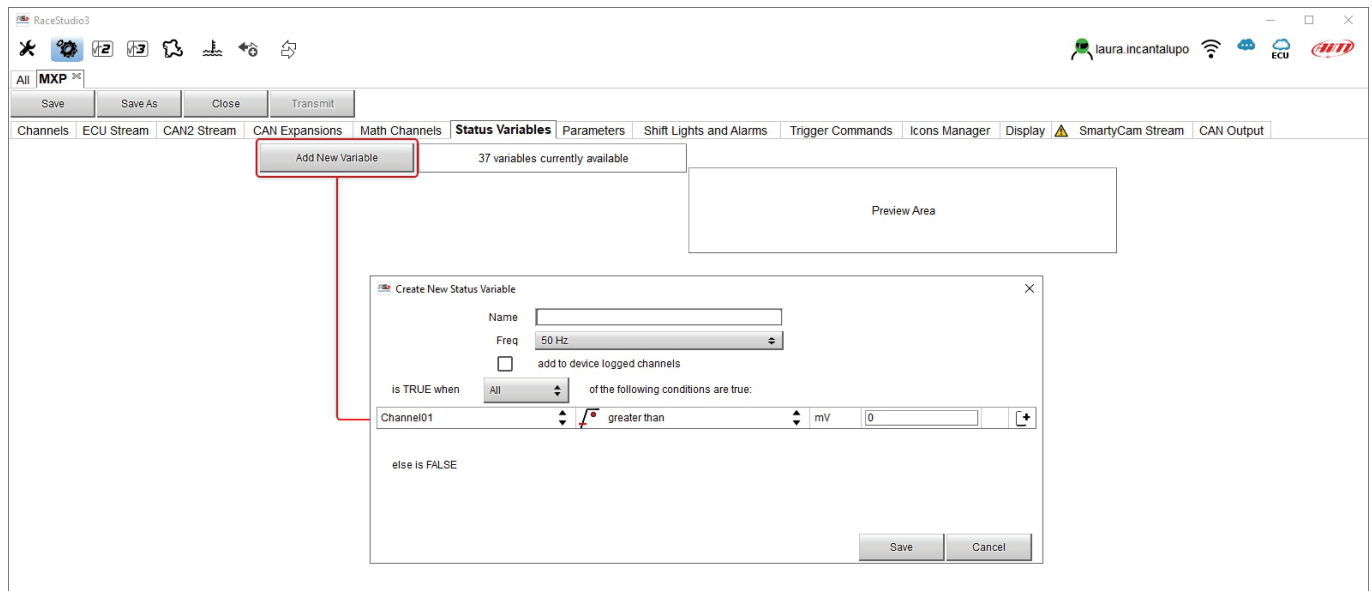 RaceStudio3
laura.incantalupo ECU AiM
All MXP
Save Save As Close Transmit
Channels ECU Stream CAN2 Stream CAN Expansions Math Channels Status Variables Parameters Shift Lights and Alarms Trigger Commands Icons Manager Display SmartyCam Stream CAN Output
Add New Variable 37 variables currently available
Preview Area
Create New Status Variable
Name
Freq 50 Hz
add to device logged channels
is TRUE when All of the following conditions are true:
Channel01 greater than mV 0
else is FALSE
Save Cancel